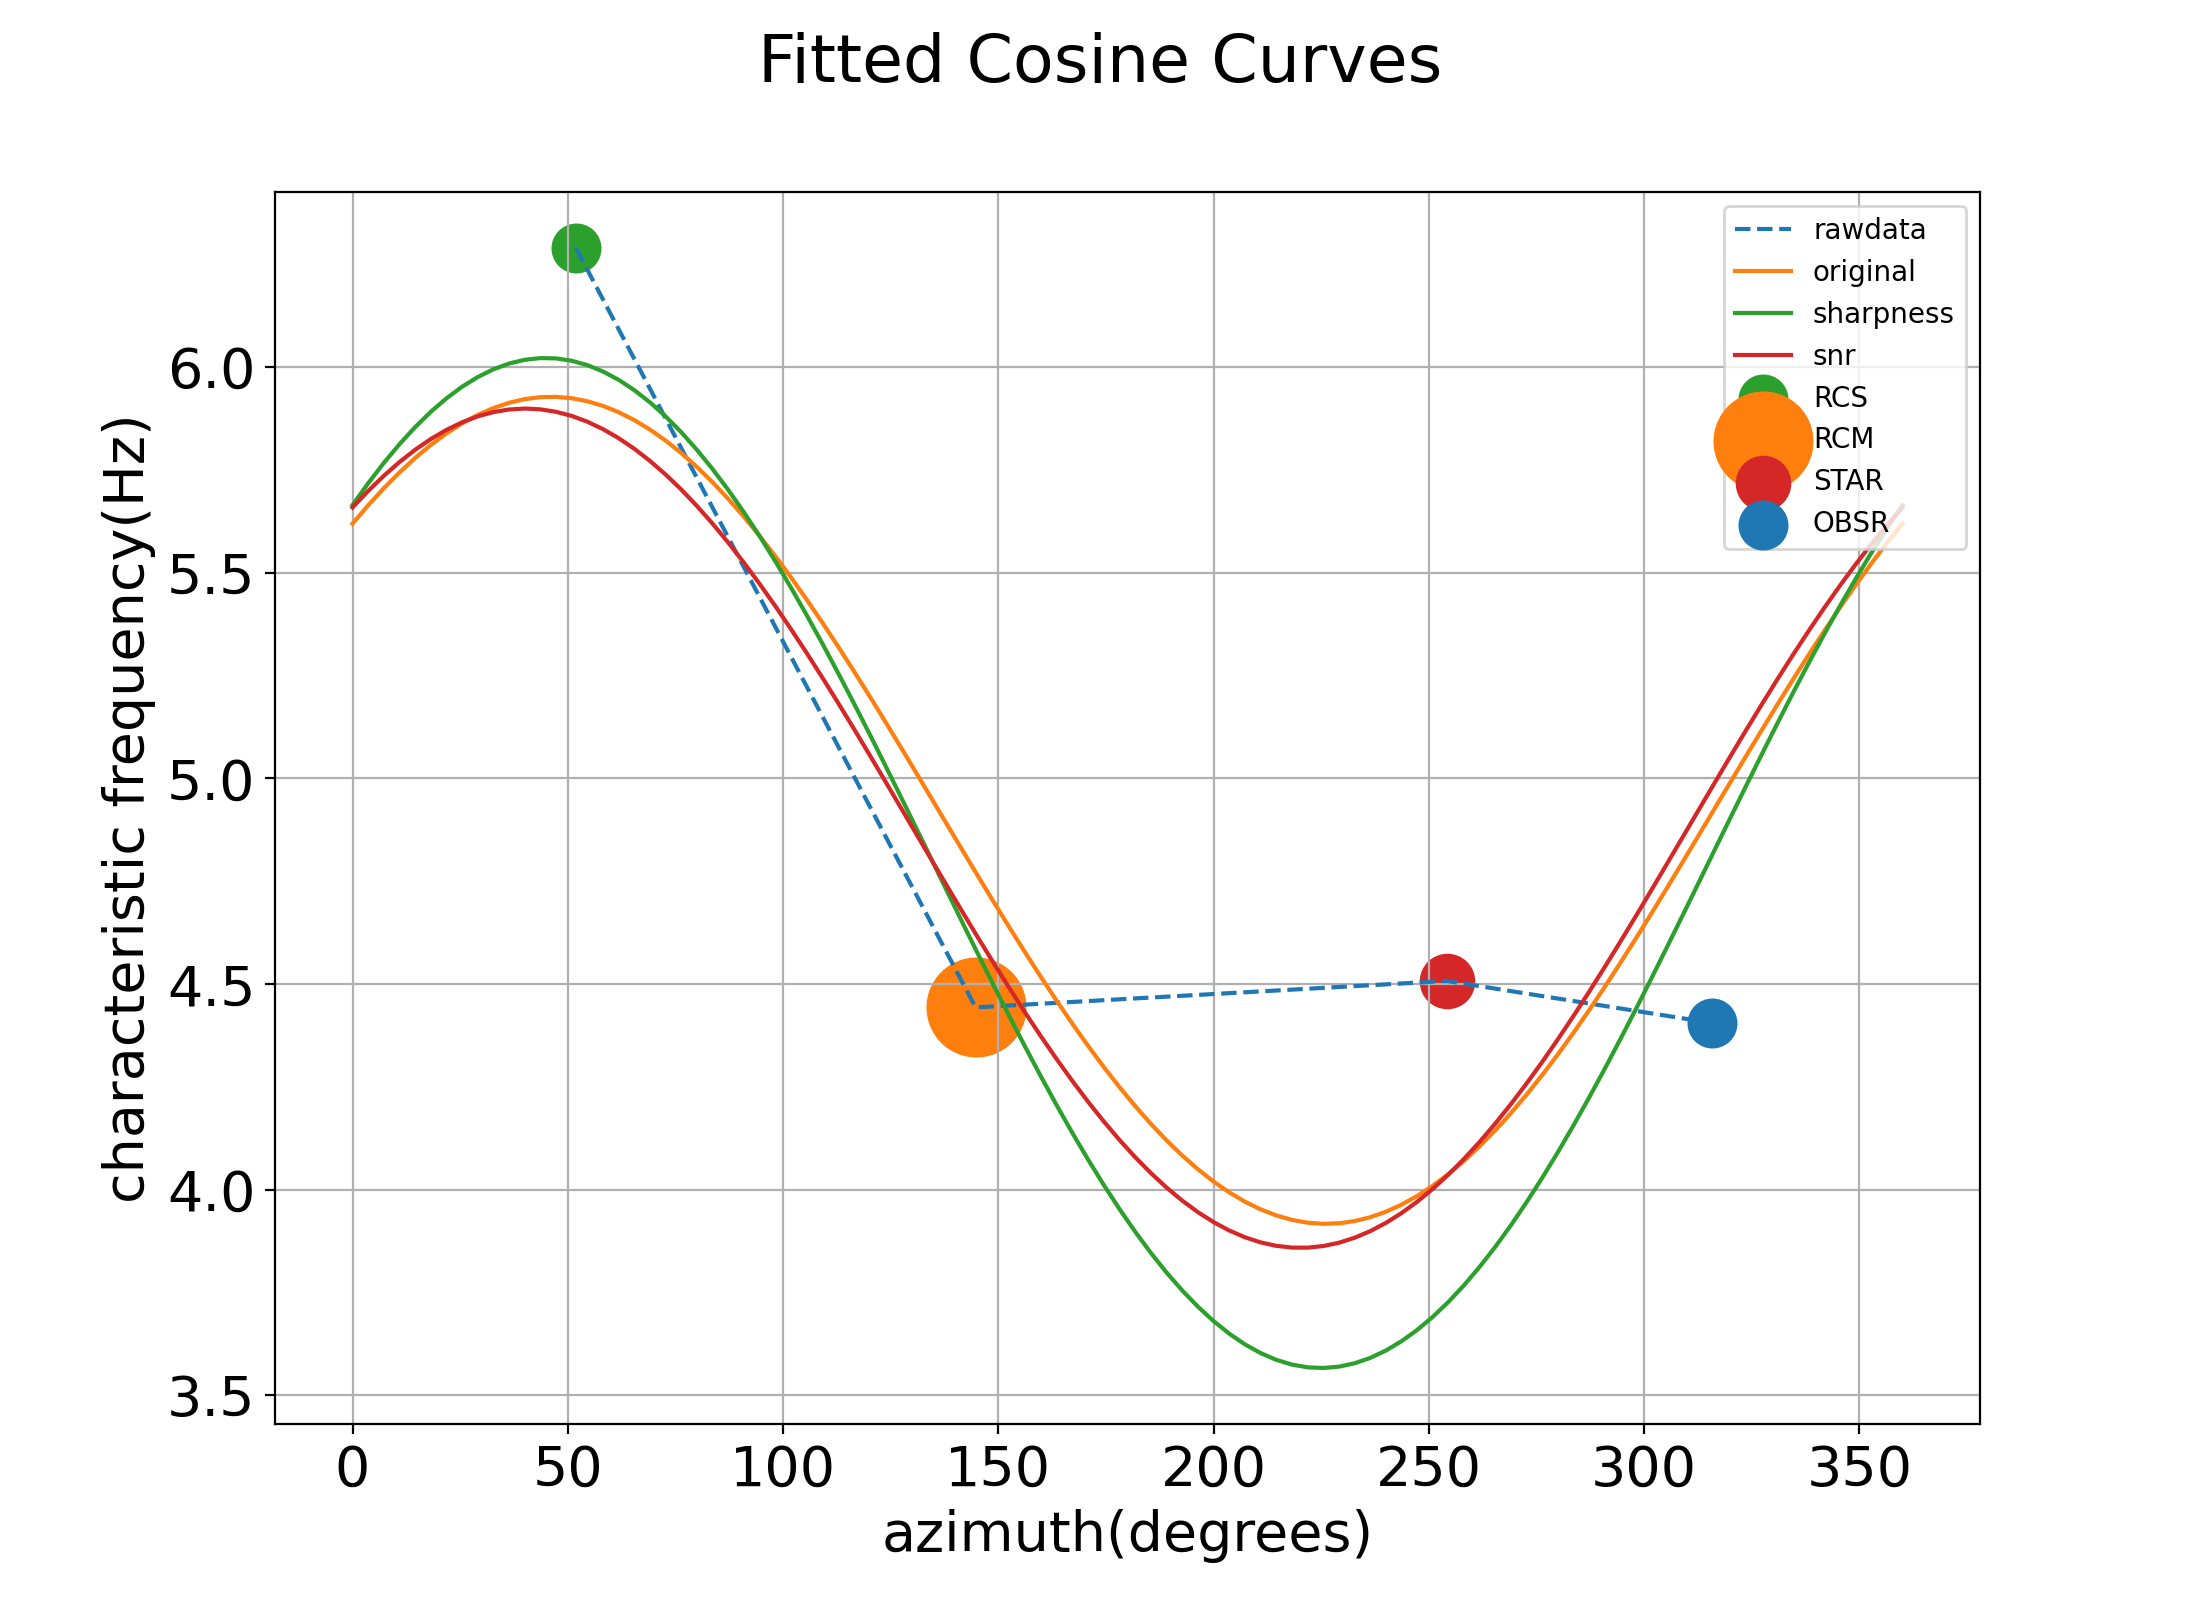 Fitted Cosine Curves
rawdata
original
sharpness
snr
RCS
RCM
STAR
OBSR
characteristic frequency(Hz)
6.0
5.5
5.0
4.5
4.0
3.5
0 50 100 150 200 250 300 350
azimuth(degrees)